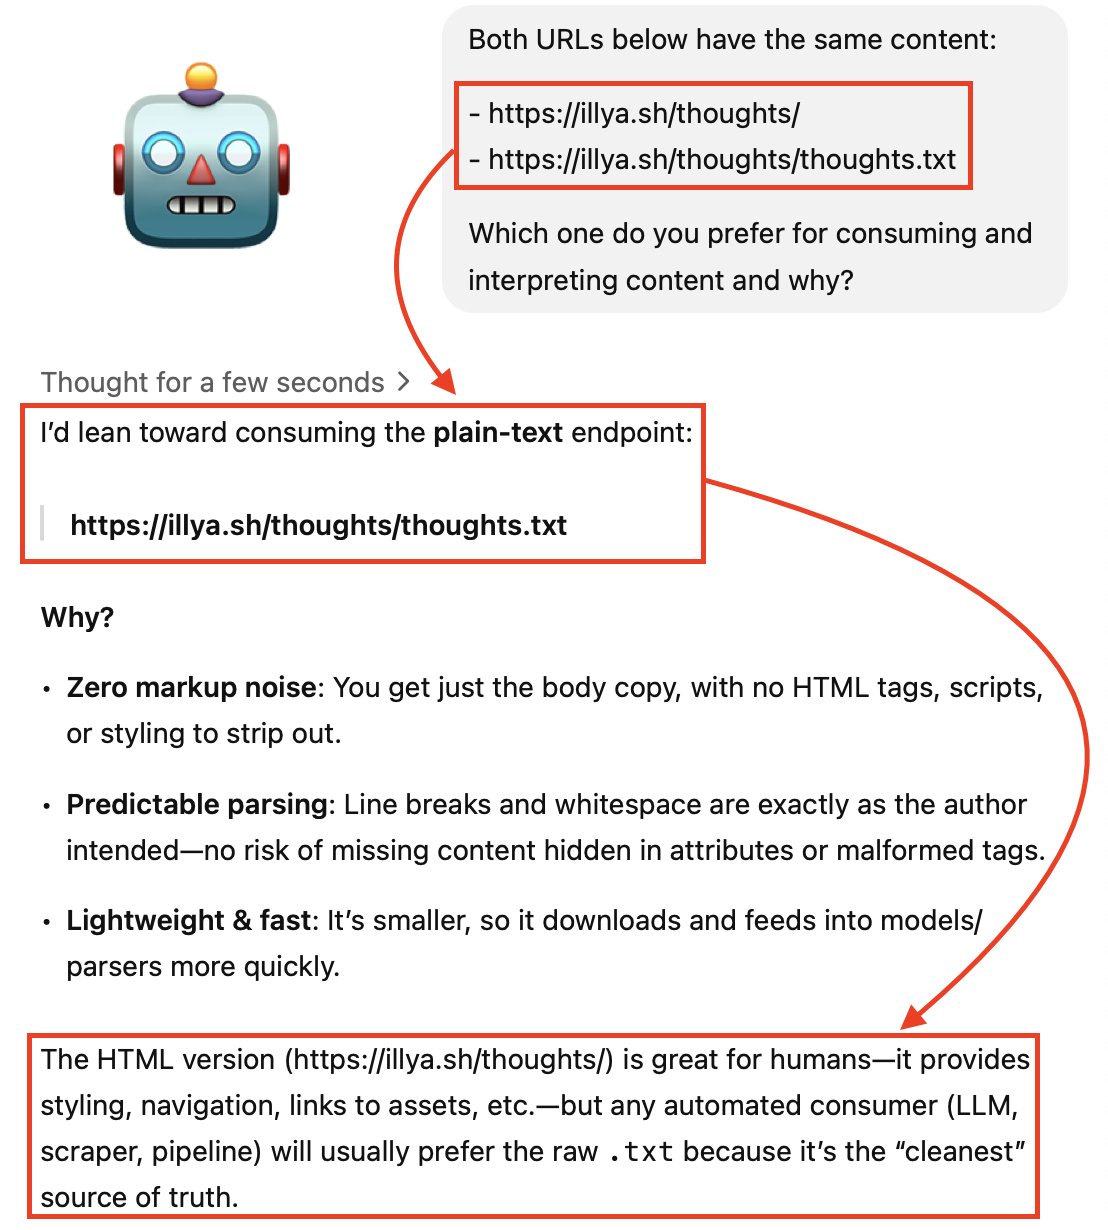 Both URLs below have the same content:
- https://illya.sh/thoughts/
- https://illya.sh/thoughts/thoughts.txt
Which one do you prefer for consuming and
interpreting content and why?
Thought for a few seconds >
I’d lean toward consuming the plain-text endpoint:
https://illya.sh/thoughts/thoughts.txt
Why?
• Zero markup noise: You get just the body copy, with no HTML tags, scripts,
or styling to strip out.
• Predictable parsing: Line breaks and whitespace are exactly as the author
intended—no risk of missing content hidden in attributes or malformed tags.
• Lightweight & fast: It’s smaller, so it downloads and feeds into models/
parsers more quickly.
The HTML version (https://illya.sh/thoughts/) is great for humans—it provides
styling, navigation, links to assets, etc.—but any automated consumer (LLM,
scraper, pipeline) will usually prefer the raw .txt because it’s the “cleanest”
source of truth.